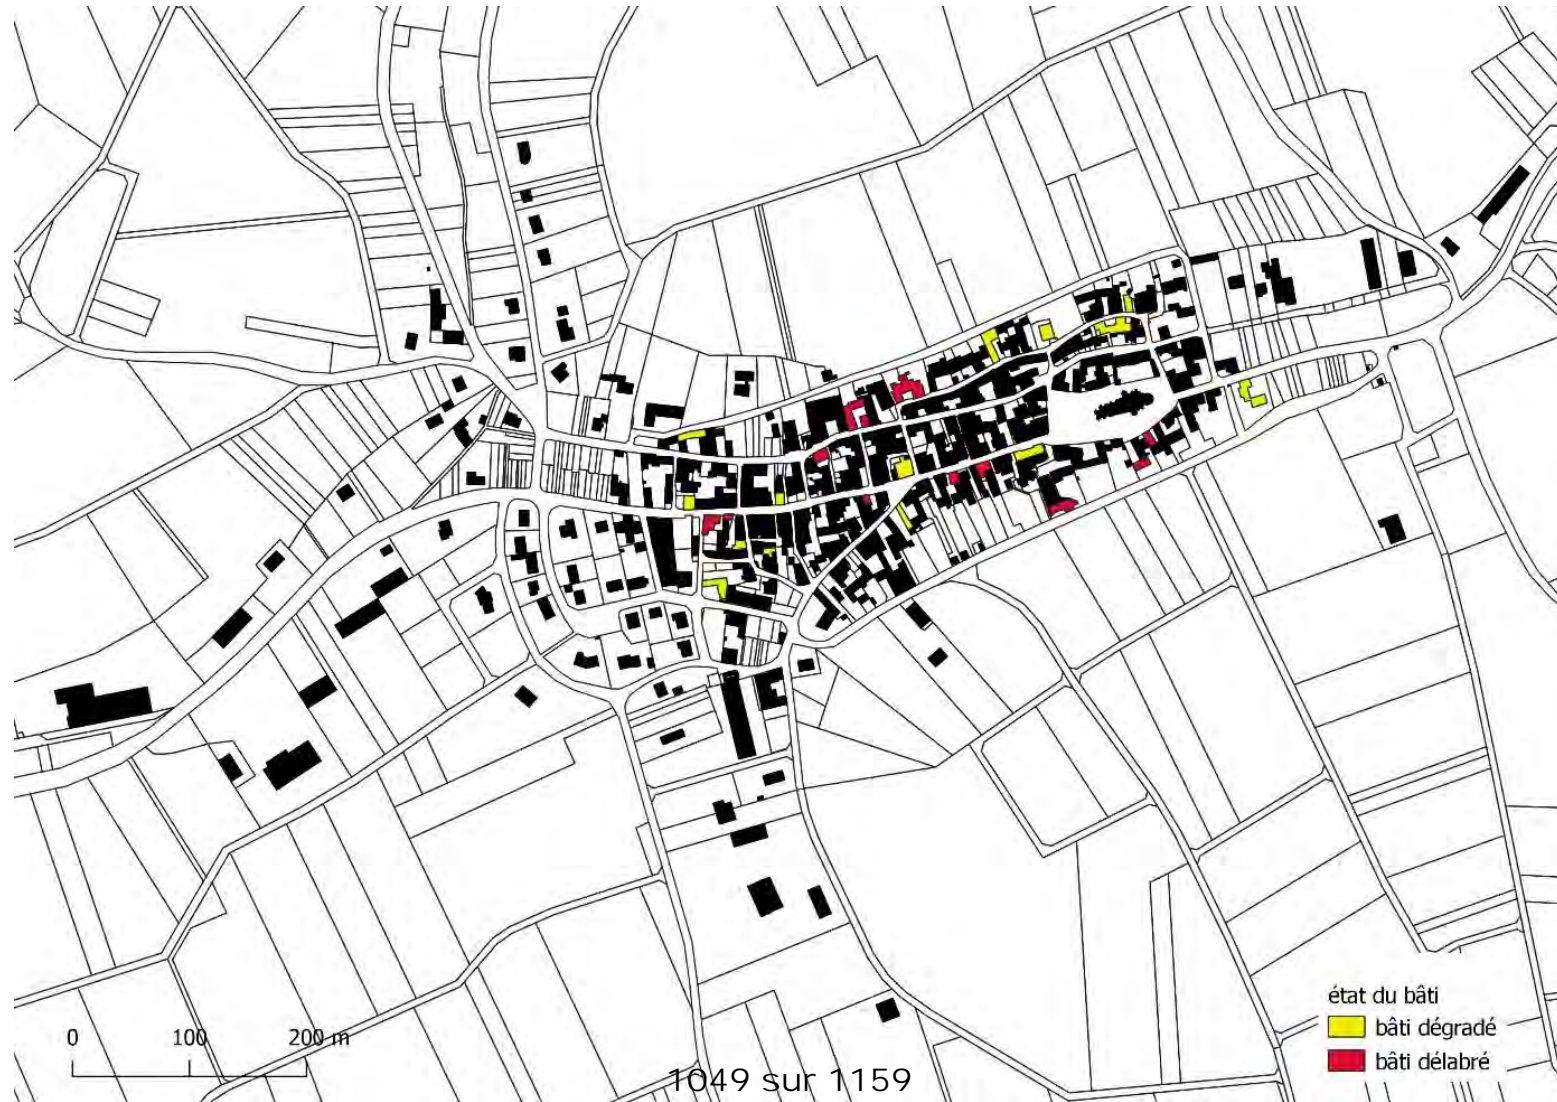 état du bâti
bâti dégradé
bâti délabré
0 100 200 m
1049 sur 1159